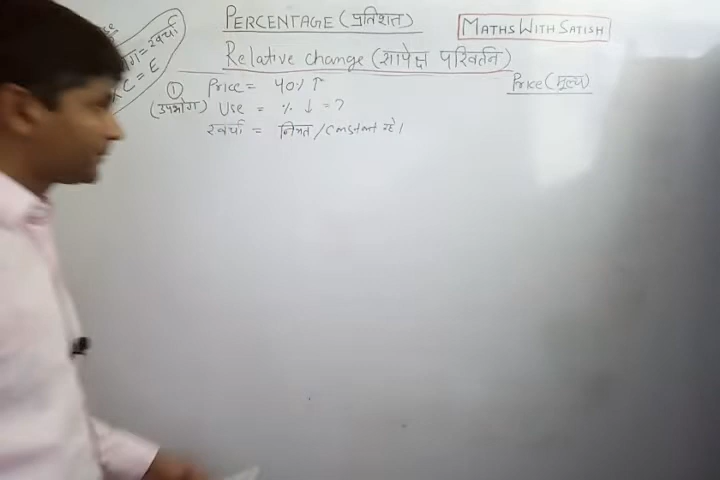 PERCENTAGE (प्रतिशत)
MATHS WITH SATISH
Relative change (सापेक्ष परिवर्तन)
= खर्चा
C = E
Price (मूल्य)
① Price = 40% ↑
(उपभोग) Use = % ↓ = ?
खर्चा = नियत / constant रहे।